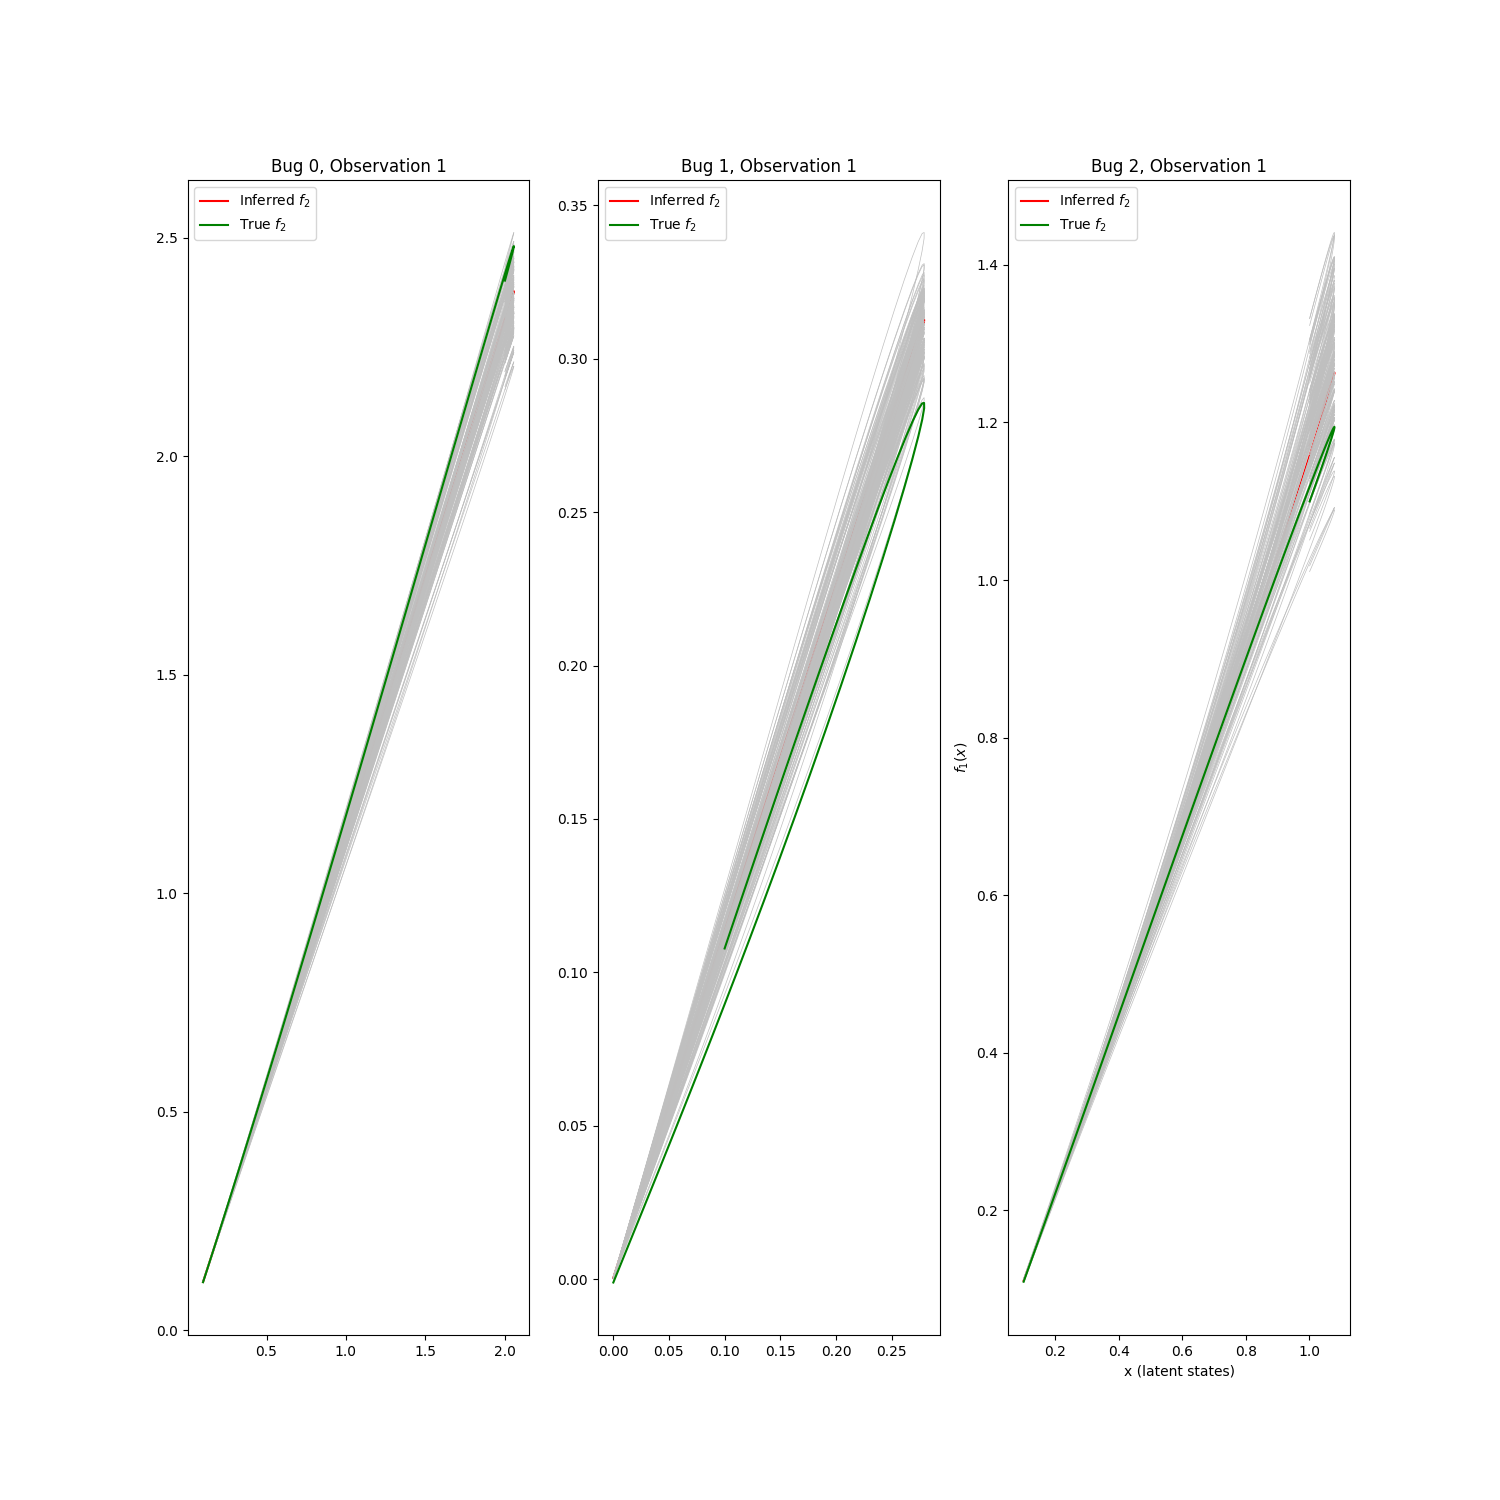 Bug 0, Observation 1
Inferred f₂
True f₂
2.5
2.0
1.5
1.0
0.5
0.0
0.5 1.0 1.5 2.0
Bug 1, Observation 1
Inferred f₂
True f₂
0.35
0.30
0.25
0.20
0.15
0.10
0.05
0.00
0.00 0.05 0.10 0.15 0.20 0.25
Bug 2, Observation 1
Inferred f₂
True f₂
f₁(x)
1.4
1.2
1.0
0.8
0.6
0.4
0.2
0.2 0.4 0.6 0.8 1.0
x (latent states)